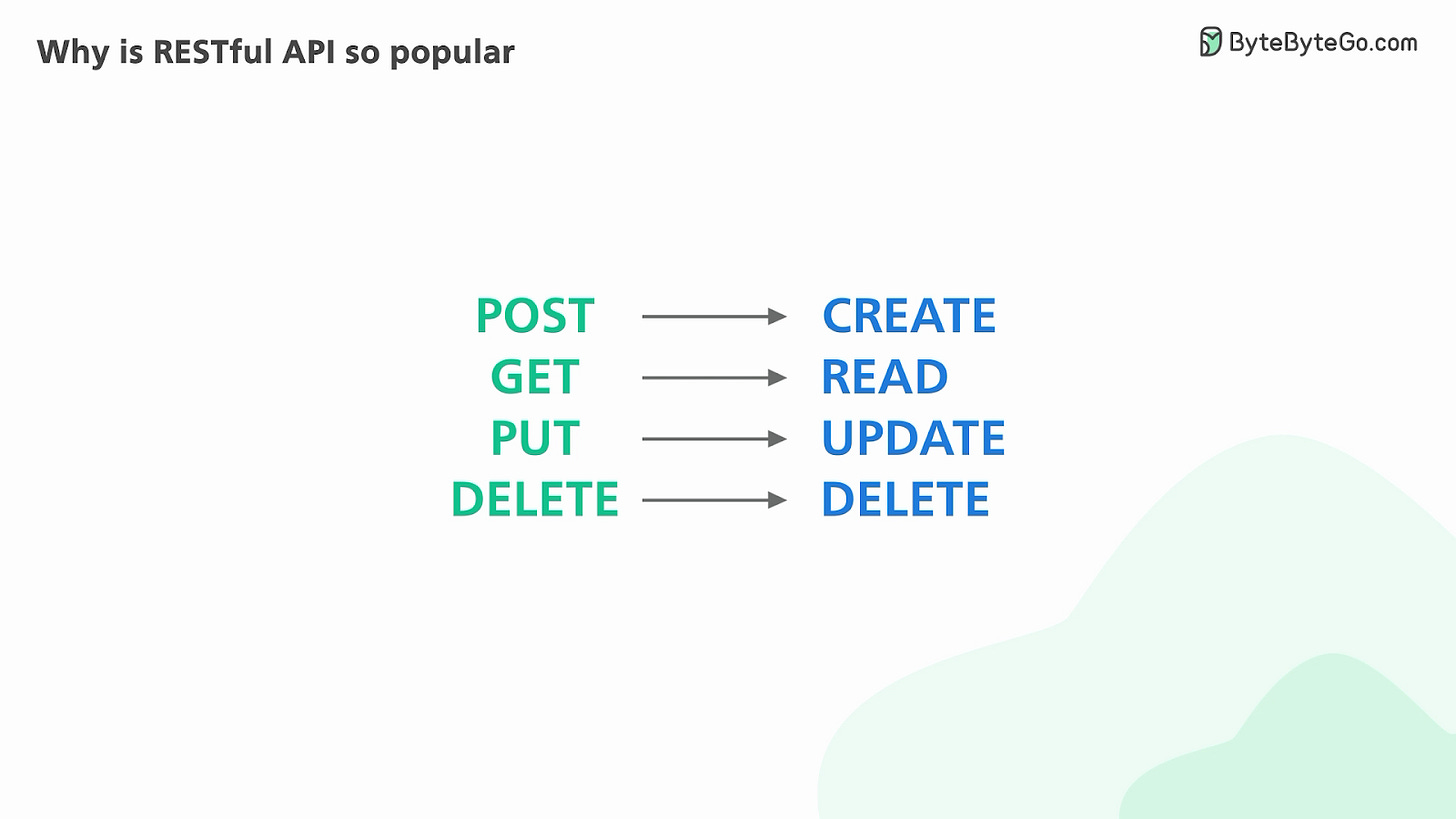 Why is RESTful API so popular
ByteByteGo.com
POST CREATE
GET READ
PUT UPDATE
DELETE DELETE